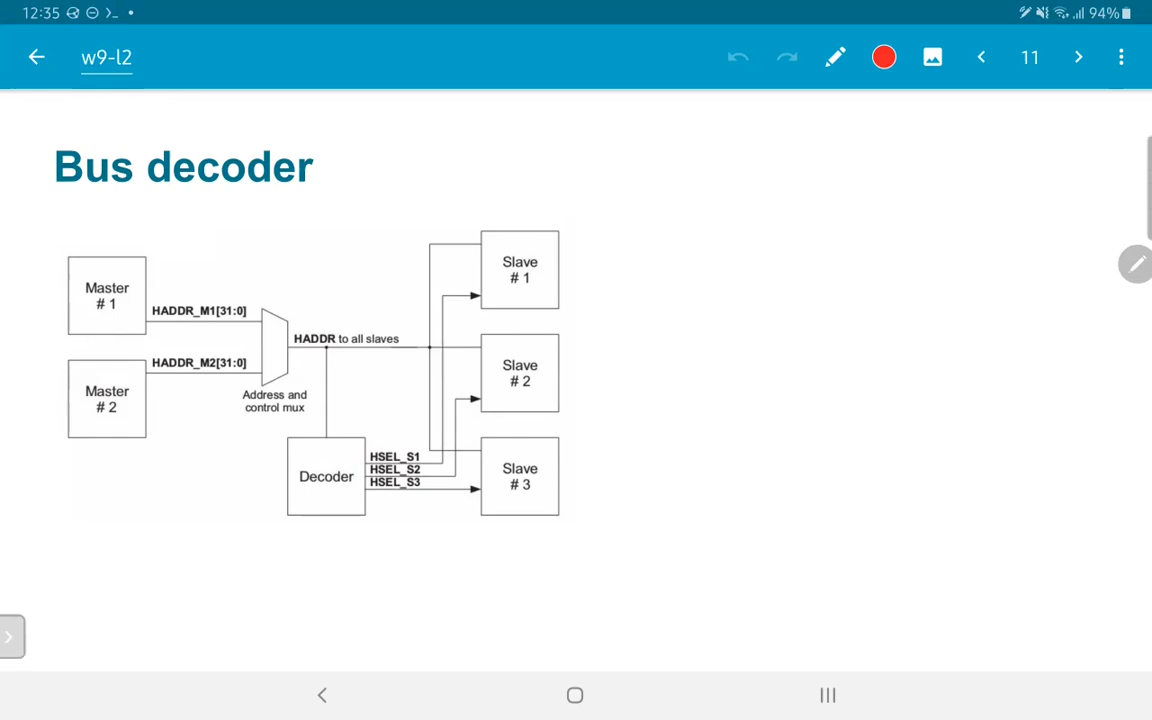 12:35
94%
w9-l2
11
Bus decoder
Master
# 1
HADDR_M1[31:0]
Master
# 2
HADDR_M2[31:0]
HADDR to all slaves
Address and
control mux
Decoder
HSEL_S1
HSEL_S2
HSEL_S3
Slave
# 1
Slave
# 2
Slave
# 3